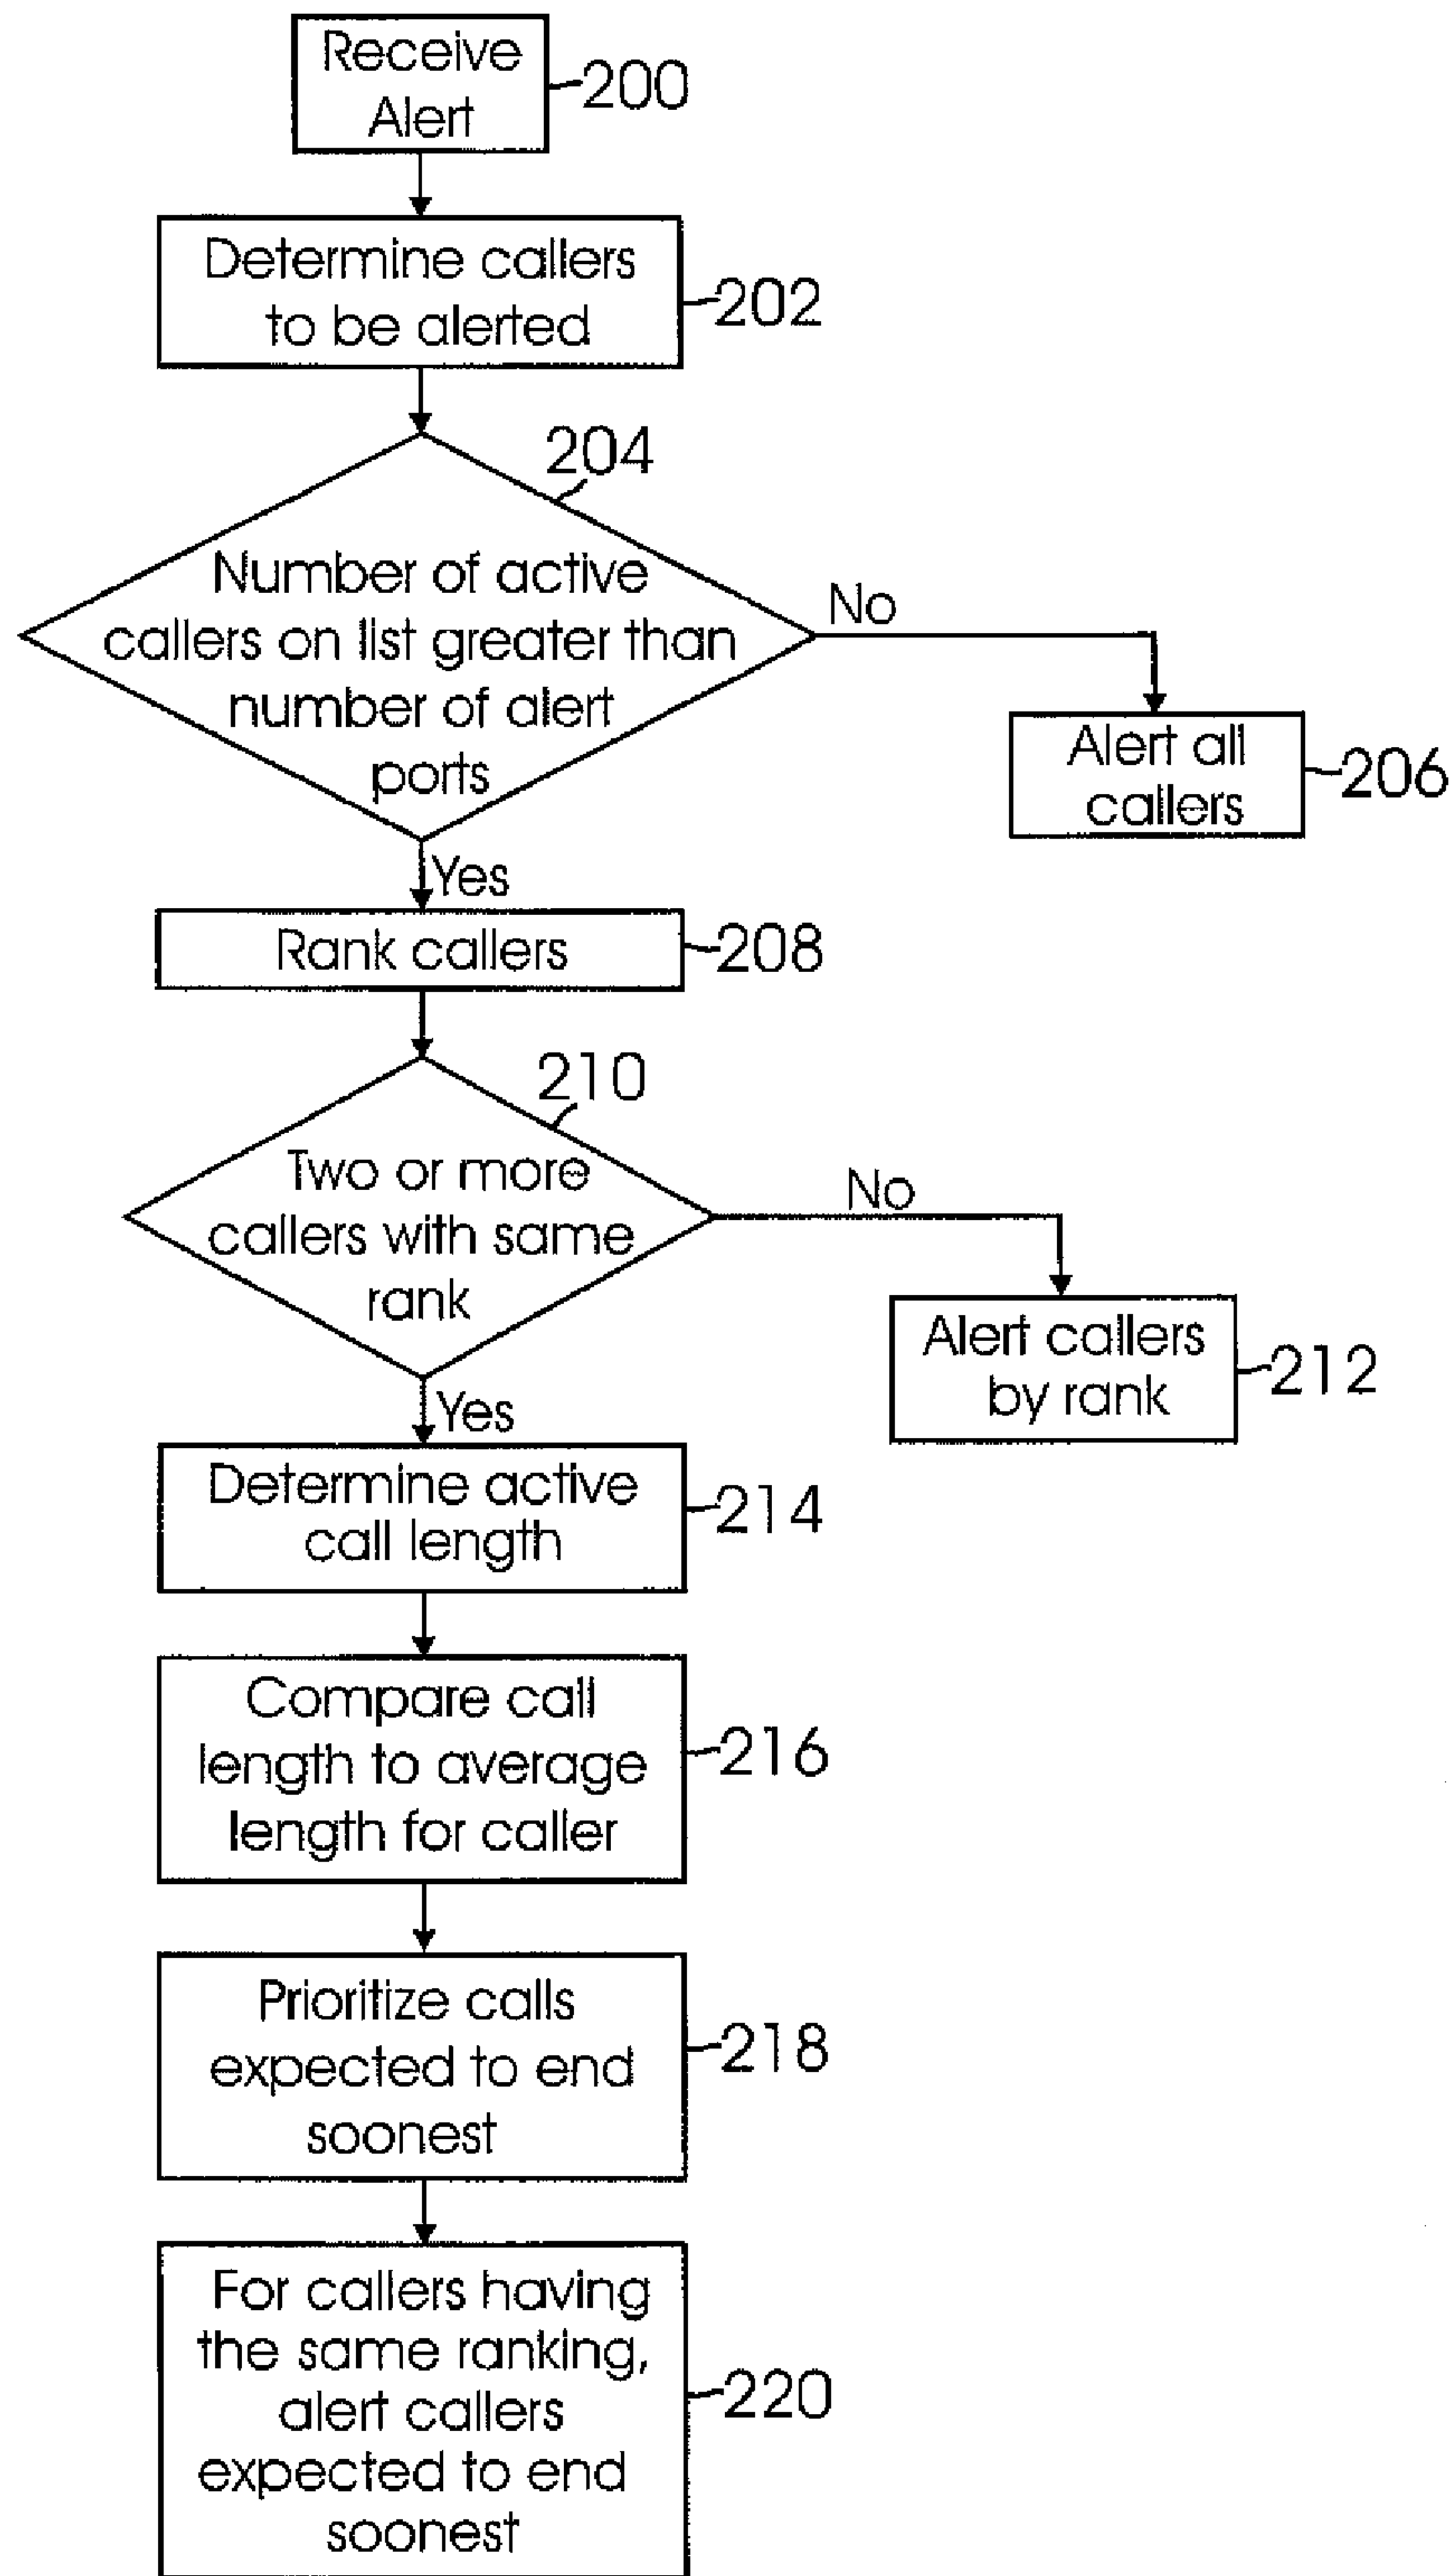 Receive
Alert
200
Determine callers
to be alerted
202
204
Number of active
callers on list greater than
number of alert
ports
No
Alert all
callers
206
Yes
Rank callers
208
210
Two or more
callers with same
rank
No
Alert callers
by rank
212
Yes
Determine active
call length
214
Compare call
length to average
length for caller
216
Prioritize calls
expected to end
soonest
218
For callers having
the same ranking,
alert callers
expected to end
soonest
220